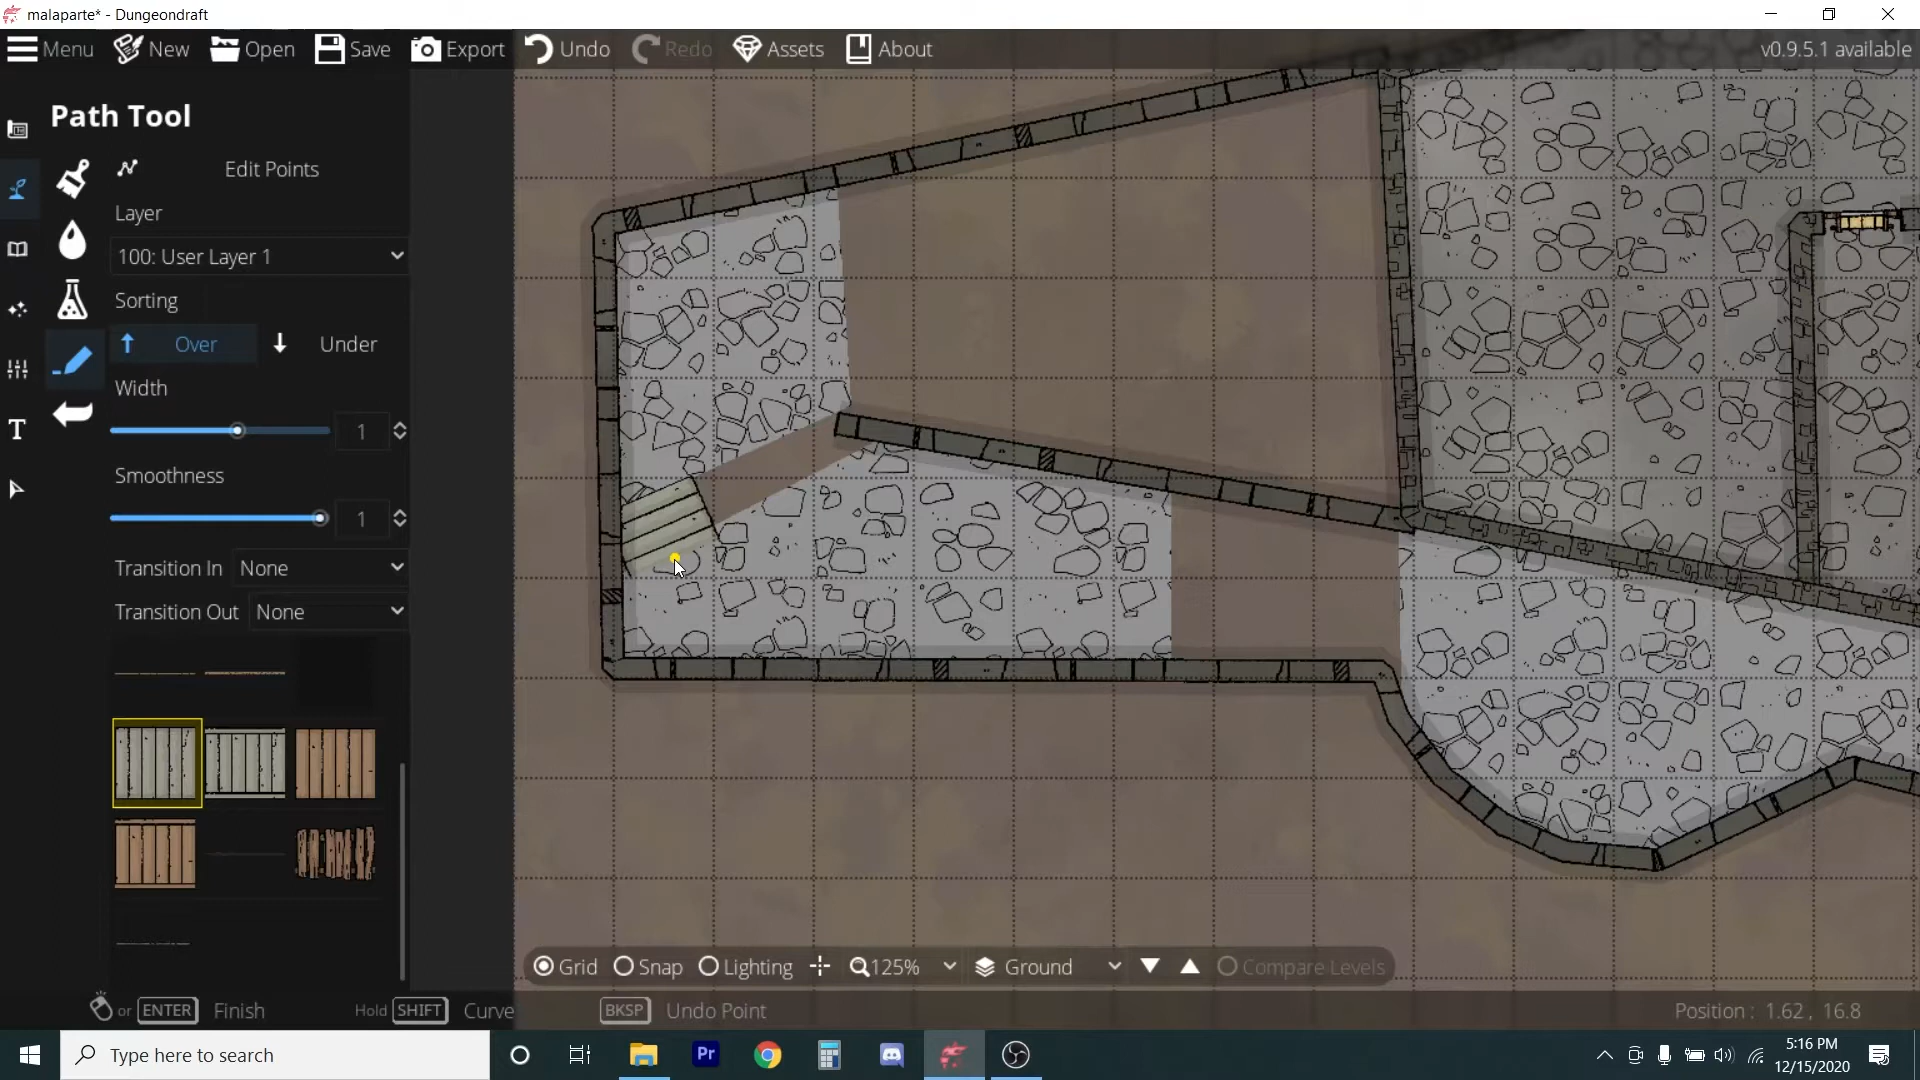 malaparte* - Dungeondraft
Menu New Open Save Export Undo Redo Assets About v0.9.5.1 available
Path Tool
Edit Points
Layer
100: User Layer 1
Sorting
Over Under
Width
1
Smoothness
1
Transition In None
Transition Out None
Grid Snap Lighting 125% Ground Compare Levels
or ENTER Finish Hold SHIFT Curve BKSP Undo Point Position : 1.62 , 16.8
Type here to search
Pr
5:16 PM
12/15/2020